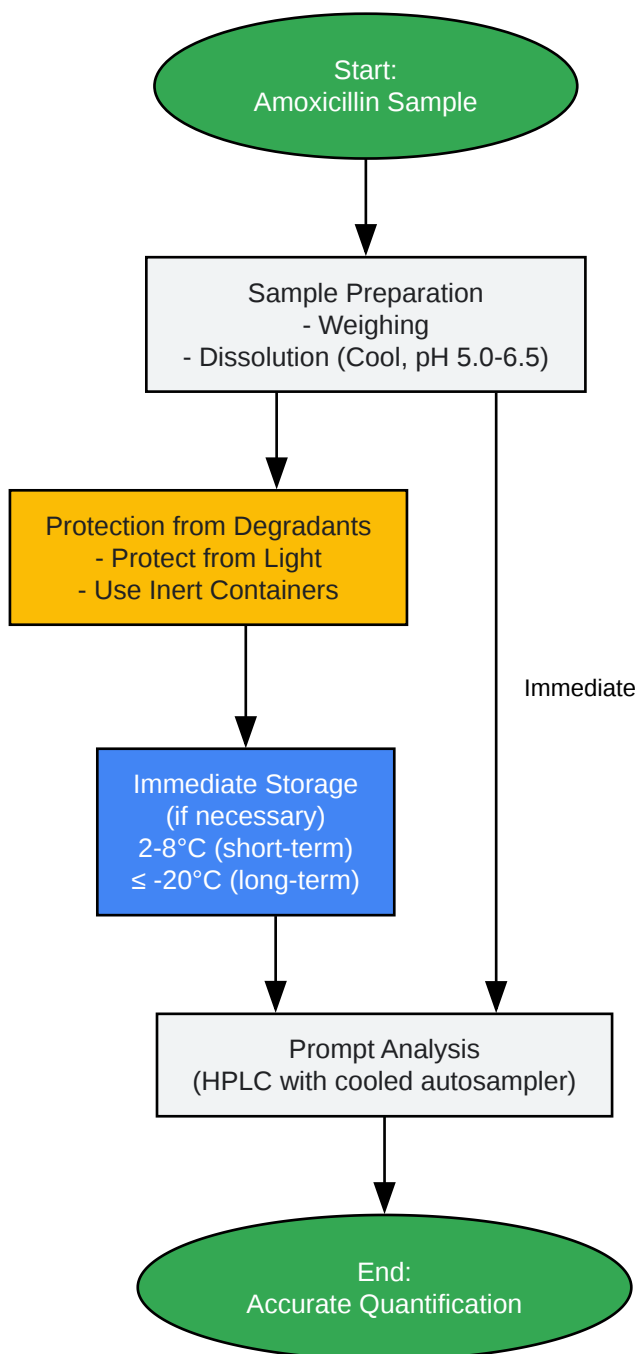 Start:
Amoxicillin Sample
Sample Preparation
- Weighing
- Dissolution (Cool, pH 5.0-6.5)
Protection from Degradants
- Protect from Light
- Use Inert Containers
Immediate
Immediate Storage
(if necessary)
2-8°C (short-term)
≤ -20°C (long-term)
Prompt Analysis
(HPLC with cooled autosampler)
End:
Accurate Quantification